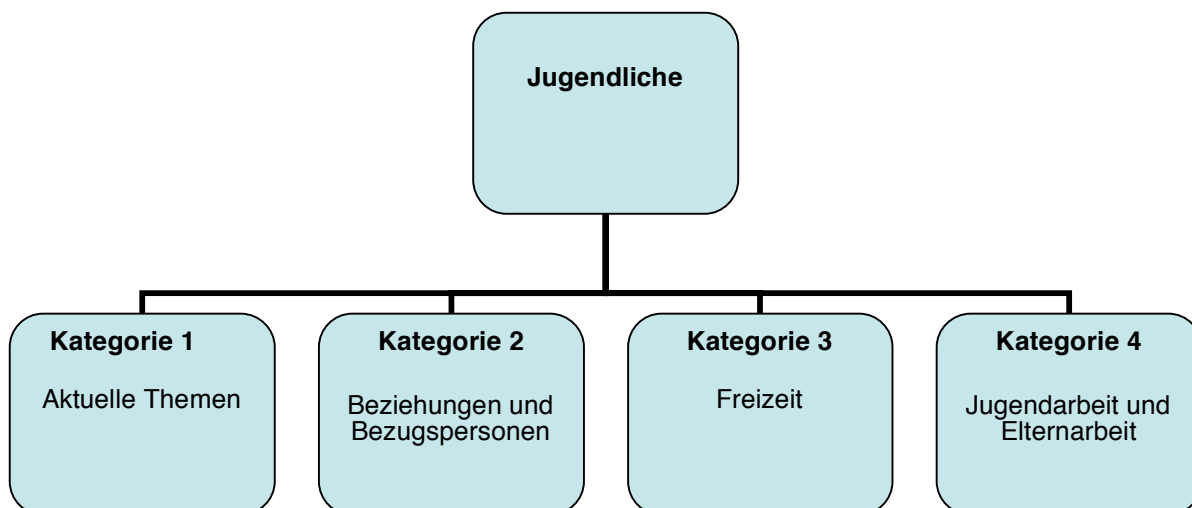 Jugendliche
Kategorie 1
Aktuelle Themen
Kategorie 2
Beziehungen und
Bezugspersonen
Kategorie 3
Freizeit
Kategorie 4
Jugendarbeit und
Elternarbeit